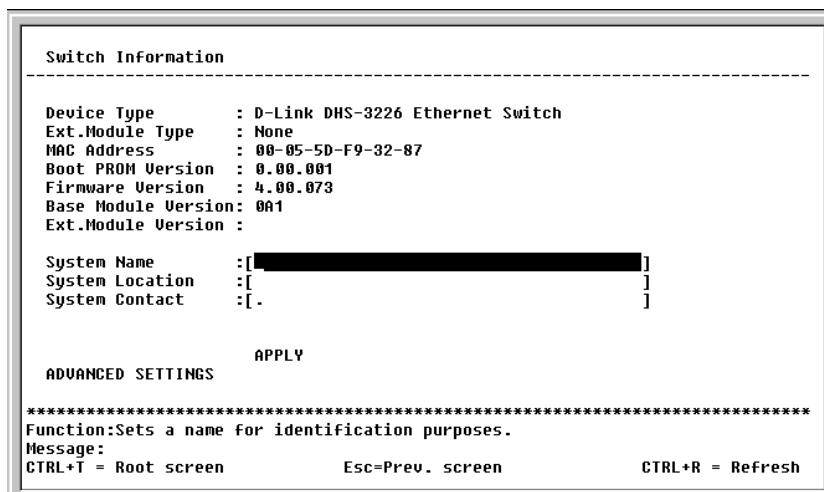 Switch Information
--------------------------------------------------------------------------------
Device Type : D-Link DHS-3226 Ethernet Switch
Ext.Module Type : None
MAC Address : 00-05-5D-F9-32-87
Boot PROM Version : 0.00.001
Firmware Version : 4.00.073
Base Module Version: 0A1
Ext.Module Version :
System Name :[ ]
System Location :[ ]
System Contact :[. ]
APPLY
ADVANCED SETTINGS
********************************************************************************
Function:Sets a name for identification purposes.
Message:
CTRL+T = Root screen Esc=Prev. screen CTRL+R = Refresh